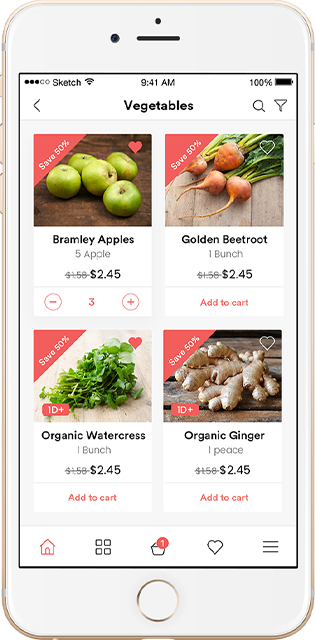 Sketch 9:41 AM 100%
Vegetables
Save 50%
Save 50%
Bramley Apples
5 Apple
$1.58 $2.45
3
Golden Beetroot
1 Bunch
$1.58 $2.45
Add to cart
Save 50%
1D+
Save 50%
1D+
Organic Watercress
1 Bunch
$1.58 $2.45
Add to cart
Organic Ginger
1 peace
$1.58 $2.45
Add to cart
1